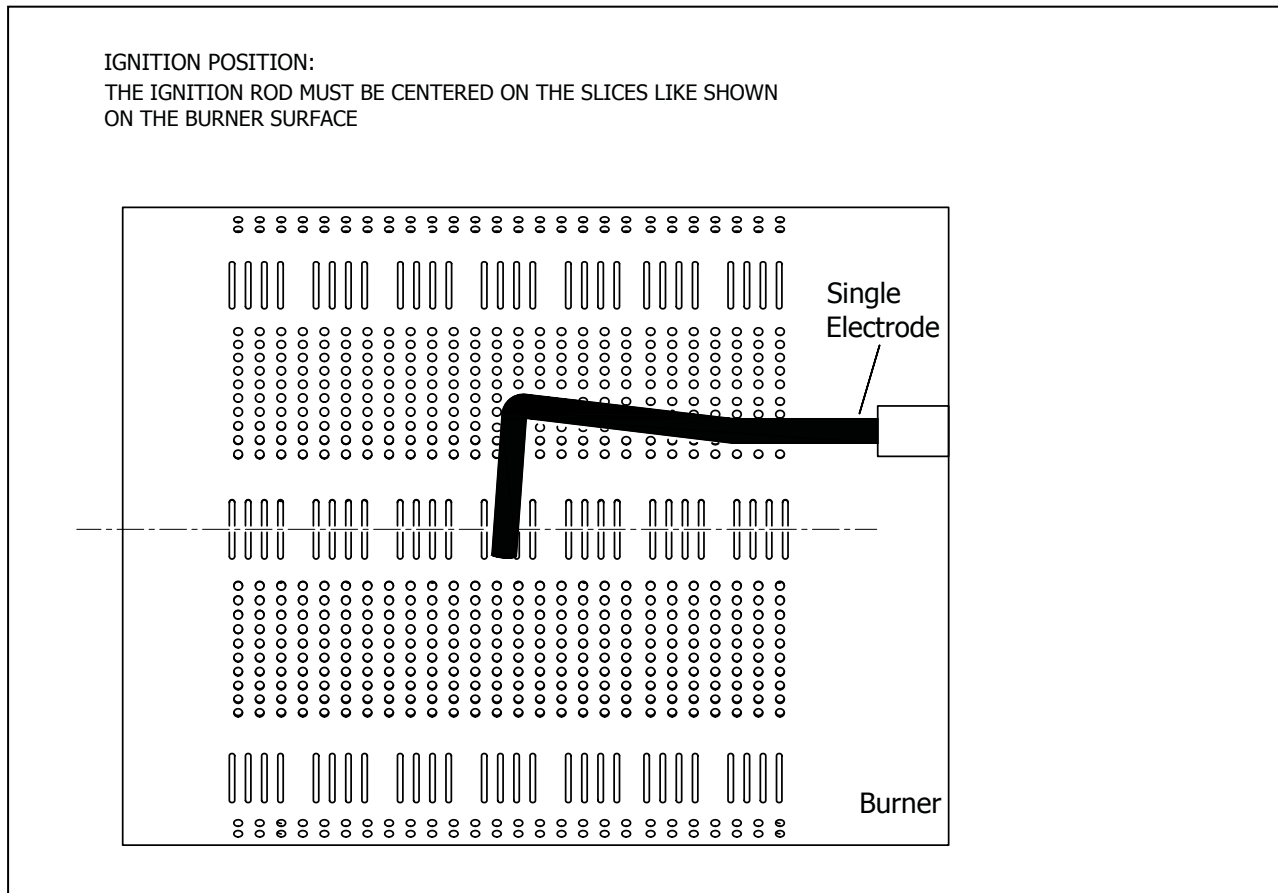 IGNITION POSITION:
THE IGNITION ROD MUST BE CENTERED ON THE SLICES LIKE SHOWN
ON THE BURNER SURFACE
Single
Electrode
Burner